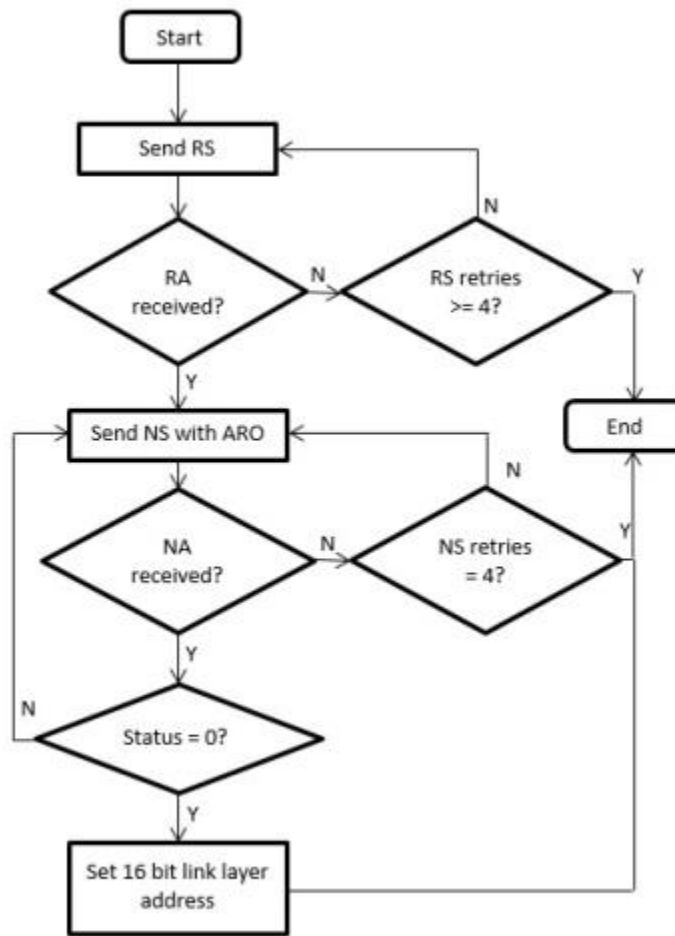 Start
Send RS
N
RA
received?
N
RS retries
>= 4?
Y
Y
Send NS with ARO
End
N
NA
received?
N
NS retries
= 4?
Y
Y
N
Status = 0?
Y
Set 16 bit link layer
address